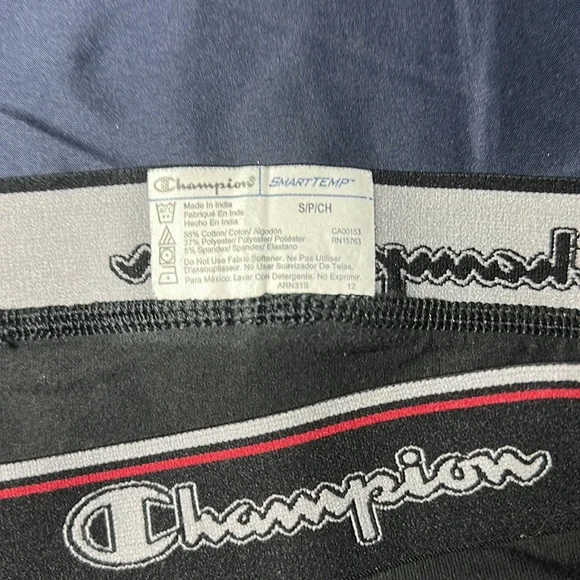 Champion SMARTTEMP™
Made in India
Fabriqué En Inde
Hecho En India
S/P/CH
58% Cotton/Coton/Algodón
37% Polyester/Polyester/Poliéster
5% Spandex/Spandex/Elastano
CA00153
RN15763
Do Not Use Fabric Softener. Ne Pas Utiliser
D'assouplisseur. No Usar Suavizador De Telas.
Para México: Lavar Con Detergente. No Exprimir.
ARN31S 12
Champion
Champion